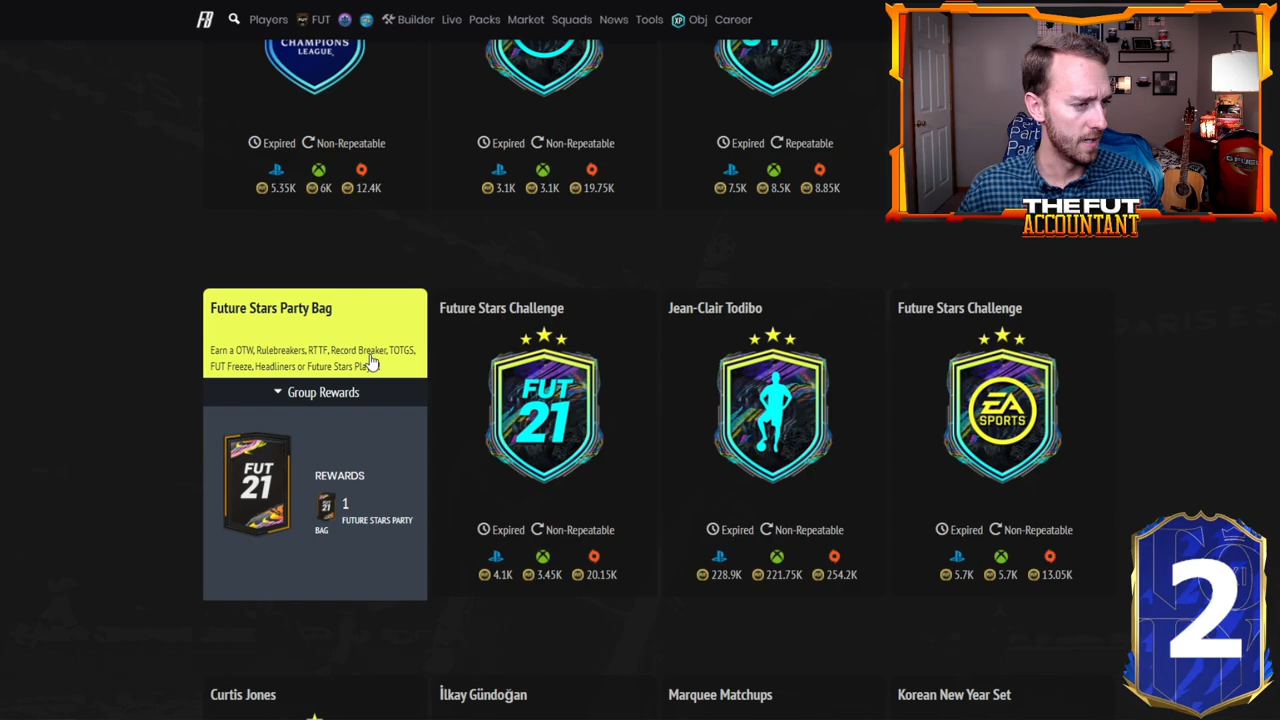 FB Players FUT Builder Live Packs Market Squads News Tools XP Obj Career
CHAMPIONS
LEAGUE
Expired Non-Repeatable
5.35K 6K 12.4K
Expired Non-Repeatable
3.1K 3.1K 19.75K
Expired Repeatable
7.5K 8.5K 8.85K
Part
Par
THE FUT
ACCOUNTANT
Future Stars Party Bag
Earn a OTW, Rulebreakers, RTTF, Record Breaker, TOTGS,
FUT Freeze, Headliners or Future Stars
Group Rewards
FUT
21
REWARDS
1
FUTURE STARS PARTY
BAG
Future Stars Challenge
FUT
21
Expired Non-Repeatable
4.1K 3.45K 20.15K
Jean-Clair Todibo
Expired Non-Repeatable
228.9K 221.75K 254.2K
Future Stars Challenge
EA
SPORTS
Expired Non-Repeatable
5.7K 5.7K 13.05K
2
Curtis Jones
İlkay Gündoğan
Marquee Matchups
Korean New Year Set